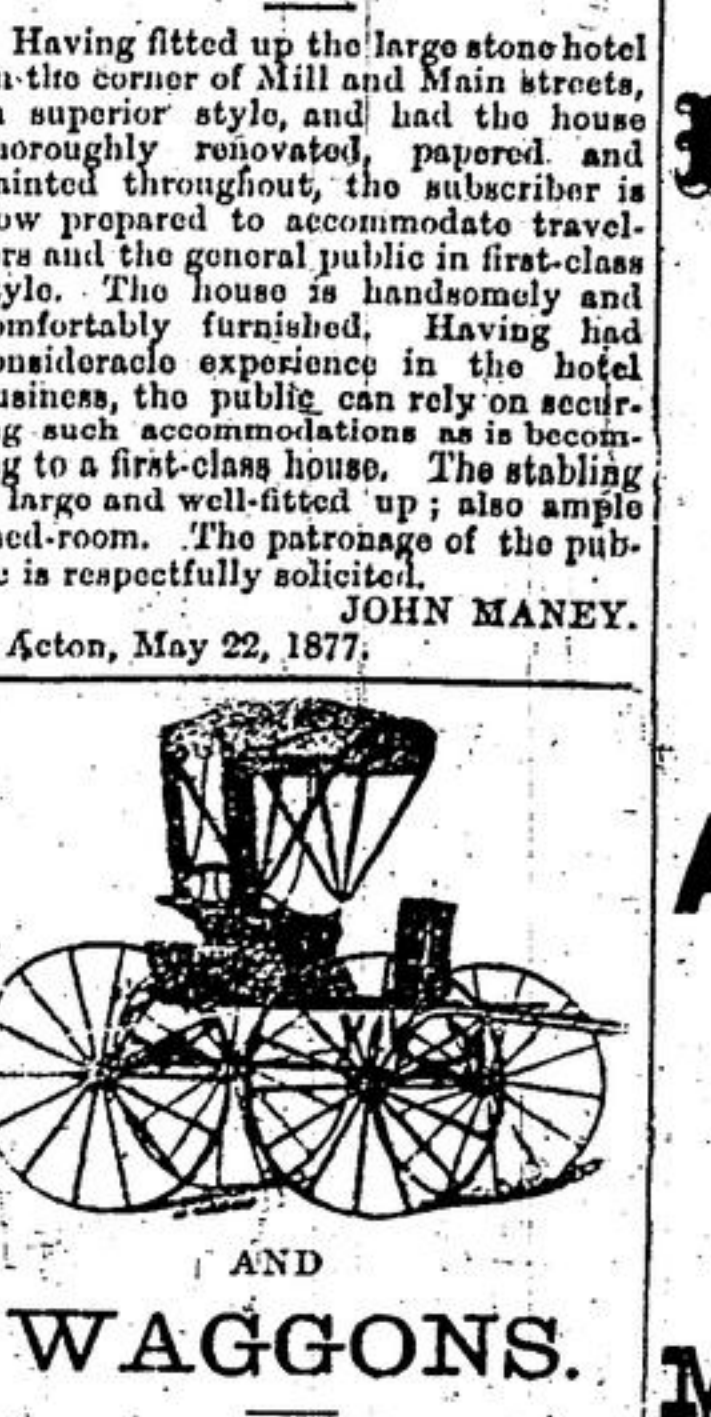 Having fitted up the large stone hotel
the corner of Mill and Main streets,
superior style, and had the house
horoughly renovated, papered and
ainted throughout, the subscriber is
ow prepared to accommodate travel-
rs and the general public in first-class
yle. The house is handsomely and
omfortably furnished. Having had
onsideracle experience in the hotel
usiness, the public can rely on secur-
g such accommodations as is becom-
g to a first-class house. The stabling
large and well-fitted up; also ample
ed-room. The patronage of the pub-
c is respectfully solicited.
JOHN MANEY.
Acton, May 22, 1877.
AND
WAGGONS.